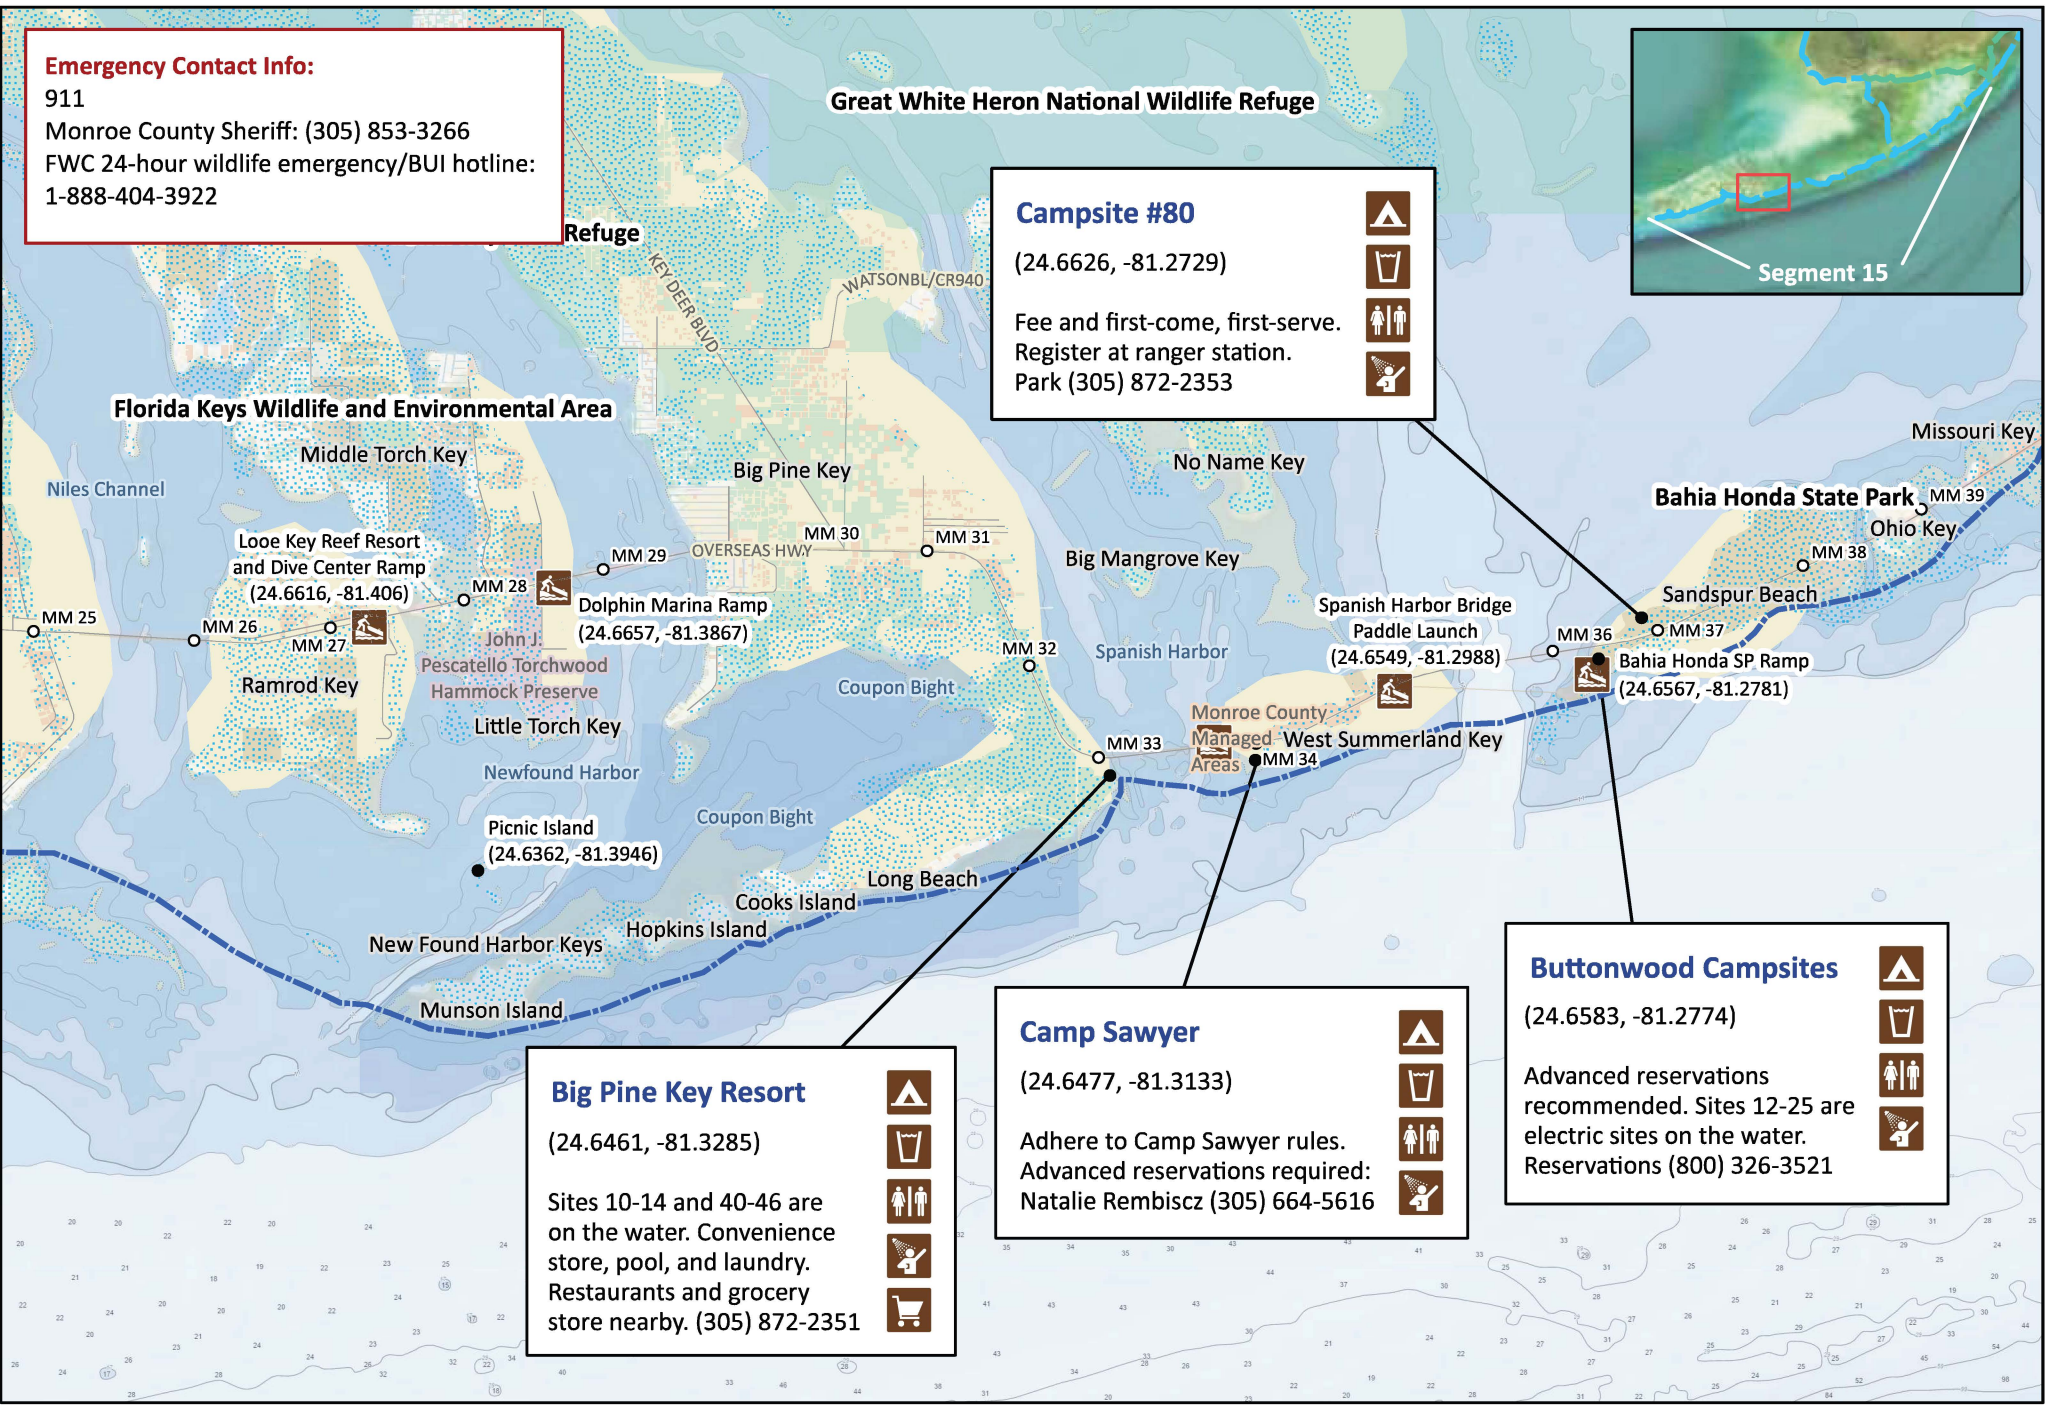 Emergency Contact Info:
911
Monroe County Sheriff: (305) 853-3266
FWC 24-hour wildlife emergency/BUI hotline:
1-888-404-3922
Refuge
Great White Heron National Wildlife Refuge
Segment 15
Campsite #80
(24.6626, -81.2729)
Fee and first-come, first-serve.
Register at ranger station.
Park (305) 872-2353
KEY DEER BLVD
WATSONBL/CR940
Florida Keys Wildlife and Environmental Area
Middle Torch Key
Big Pine Key
No Name Key
Missouri Key
Niles Channel
Bahia Honda State Park
MM 39
Ohio Key
Looe Key Reef Resort
and Dive Center Ramp
(24.6616, -81.406)
MM 28
MM 29
OVERSEAS HWY
MM 30
MM 31
Big Mangrove Key
MM 38
Sandspur Beach
Dolphin Marina Ramp
(24.6657, -81.3867)
Spanish Harbor Bridge
Paddle Launch
(24.6549, -81.2988)
MM 25
MM 26
MM 27
MM 36
MM 37
John J.
Pescatello Torchwood
Hammock Preserve
MM 32
Spanish Harbor
Bahia Honda SP Ramp
(24.6567, -81.2781)
Ramrod Key
Coupon Bight
Little Torch Key
Monroe County
Managed
Areas
West Summerland Key
MM 33
MM 34
Newfound Harbor
Coupon Bight
Picnic Island
(24.6362, -81.3946)
Long Beach
Cooks Island
Hopkins Island
New Found Harbor Keys
Munson Island
Big Pine Key Resort
(24.6461, -81.3285)
Sites 10-14 and 40-46 are
on the water. Convenience
store, pool, and laundry.
Restaurants and grocery
store nearby. (305) 872-2351
Camp Sawyer
(24.6477, -81.3133)
Adhere to Camp Sawyer rules.
Advanced reservations required:
Natalie Rembiscz (305) 664-5616
Buttonwood Campsites
(24.6583, -81.2774)
Advanced reservations
recommended. Sites 12-25 are
electric sites on the water.
Reservations (800) 326-3521